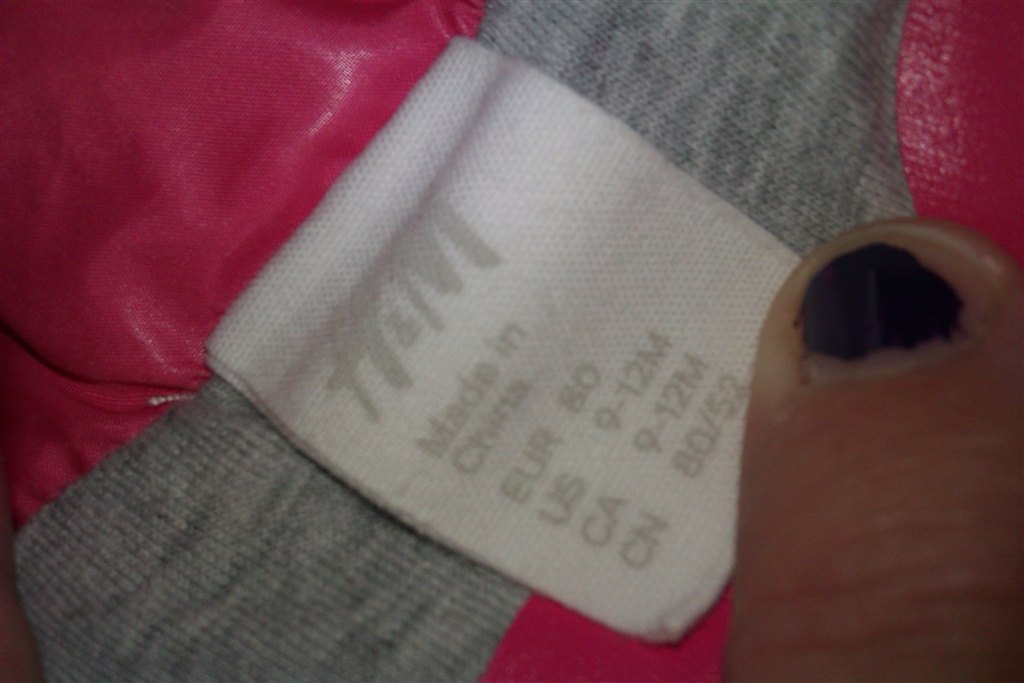 H&M
Made in
China
EUR 80
US 9-12M
CA 9-12M
CN 80/52